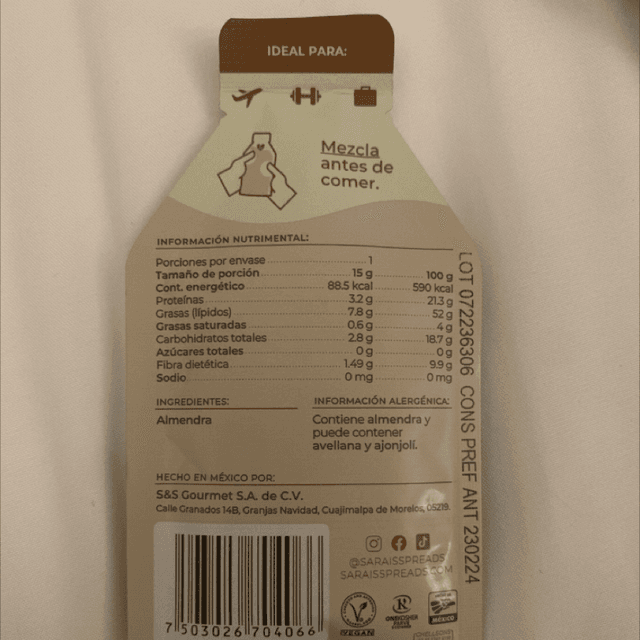 IDEAL PARA:
Mezcla
antes de
comer.
INFORMACIÓN NUTRIMENTAL:
Porciones por envase 1
Tamaño de porción 15 g 100 g
Cont. energético 88.5 kcal 590 kcal
Proteínas 3.2 g 21.3 g
Grasas (lípidos) 7.8 g 52 g
Grasas saturadas 0.6 g 4 g
Carbohidratos totales 2.8 g 18.7 g
Azúcares totales 0 g 0 g
Fibra dietética 1.49 g 9.9 g
Sodio 0 mg 0 mg
INGREDIENTES:
Almendra
INFORMACIÓN ALERGÉNICA:
Contiene almendra y
puede contener
avellana y ajonjolí.
LOT 072236306 CONS PREF ANT 230224
HECHO EN MÉXICO POR:
S&S Gourmet S.A. de C.V.
Calle Granados 14B, Granjas Navidad, Cuajimalpa de Morelos, 05219.
@SARAISSPREADS
SARAISSPREADS.COM
7 503026 704066
VEGAN
MÉXICO